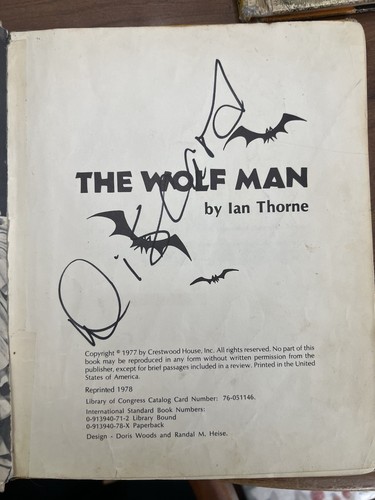 Discard
THE WOLF MAN
by Ian Thorne
Copyright ® 1977 by Crestwood House, Inc. All rights reserved. No part of this
book may be reproduced in any form without written permission from the
publisher, except for brief passages included in a review. Printed in the United
States of America.
Reprinted 1978
Library of Congress Catalog Card Number: 76-051146.
International Standard Book Numbers:
0-913940-71-2 Library Bound
0-913940-78-X Paperback
Design - Doris Woods and Randal M. Heise.